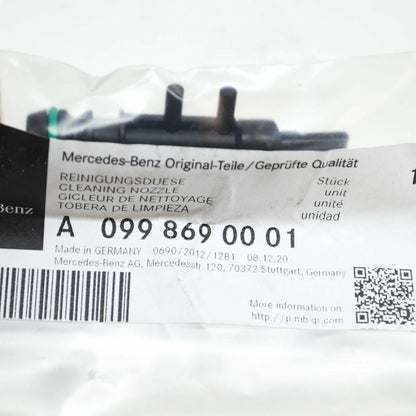 Mercedes-Benz Original-Teile/Geprüfte Qualität
REINIGUNGSDUESE
CLEANING NOZZLE
GICLEUR DE NETTOYAGE
TOBERA DE LIMPIEZA
Stück
unit
unité
unidad
1
Benz
A 099 869 00 01
Made in GERMANY 0690/2012/1281 08.12.20
Mercedes-Benz AG, Mercedesstr.120, 70372 Stuttgart, Germany
More information on
http://p.mb-qr.com